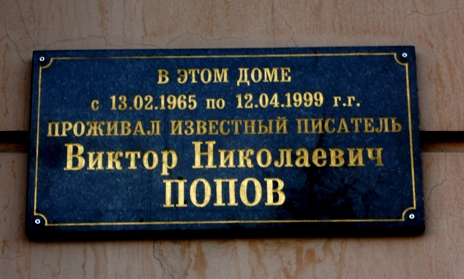 В ЭТОМ ДОМЕ
с 13.02.1965 по 12.04.1999 г.г.
ПРОЖИВАЛ ИЗВЕСТНЫЙ ПИСАТЕЛЬ
Виктор Николаевич
ПОПОВ